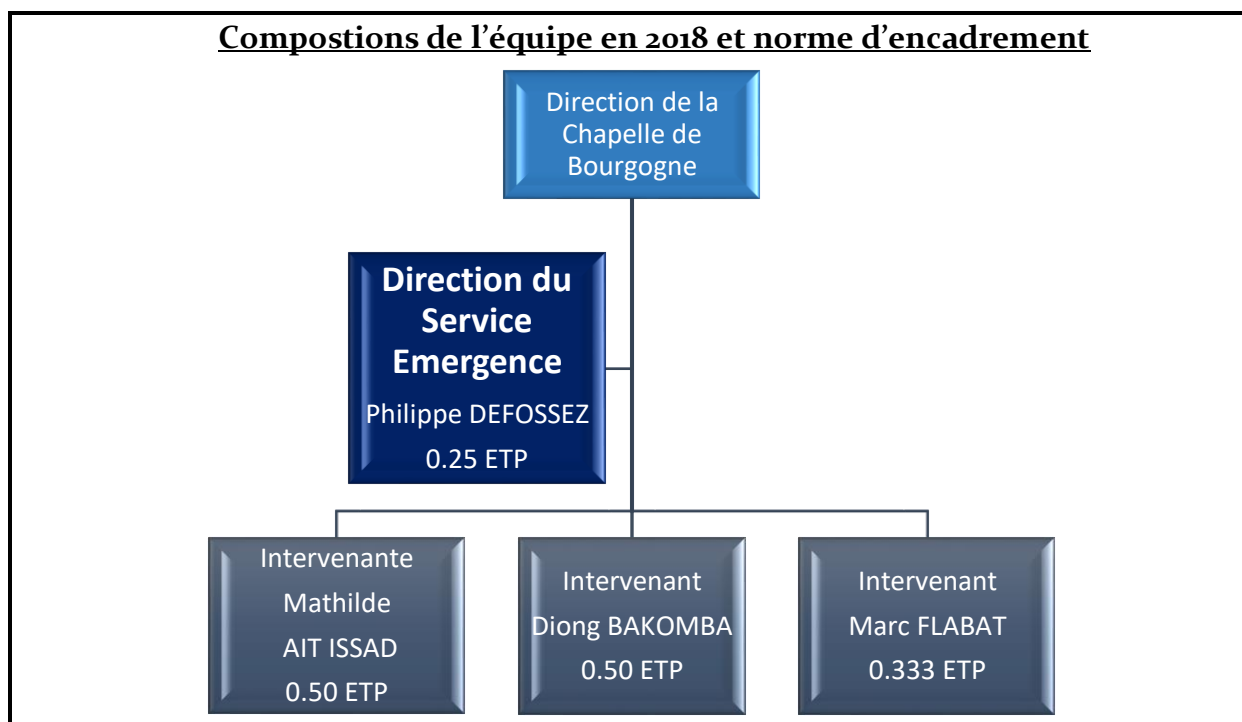 Compostions de l’équipe en 2018 et norme d’encadrement
Direction de la
Chapelle de
Bourgogne
Direction du
Service
Emergence
Philippe DEFOSSEZ
0.25 ETP
Intervenante
Mathilde
AIT ISSAD
0.50 ETP
Intervenant
Diong BAKOMBA
0.50 ETP
Intervenant
Marc FLABAT
0.333 ETP